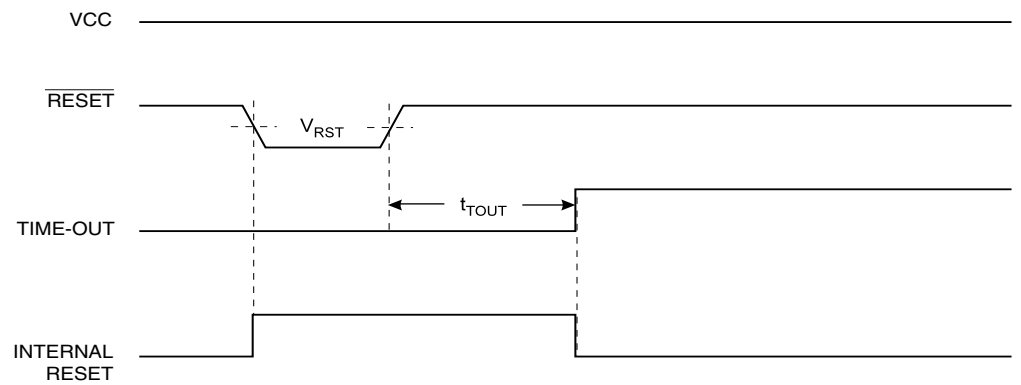 VCC
RESET
VRST
tTOUT
TIME-OUT
INTERNAL
RESET